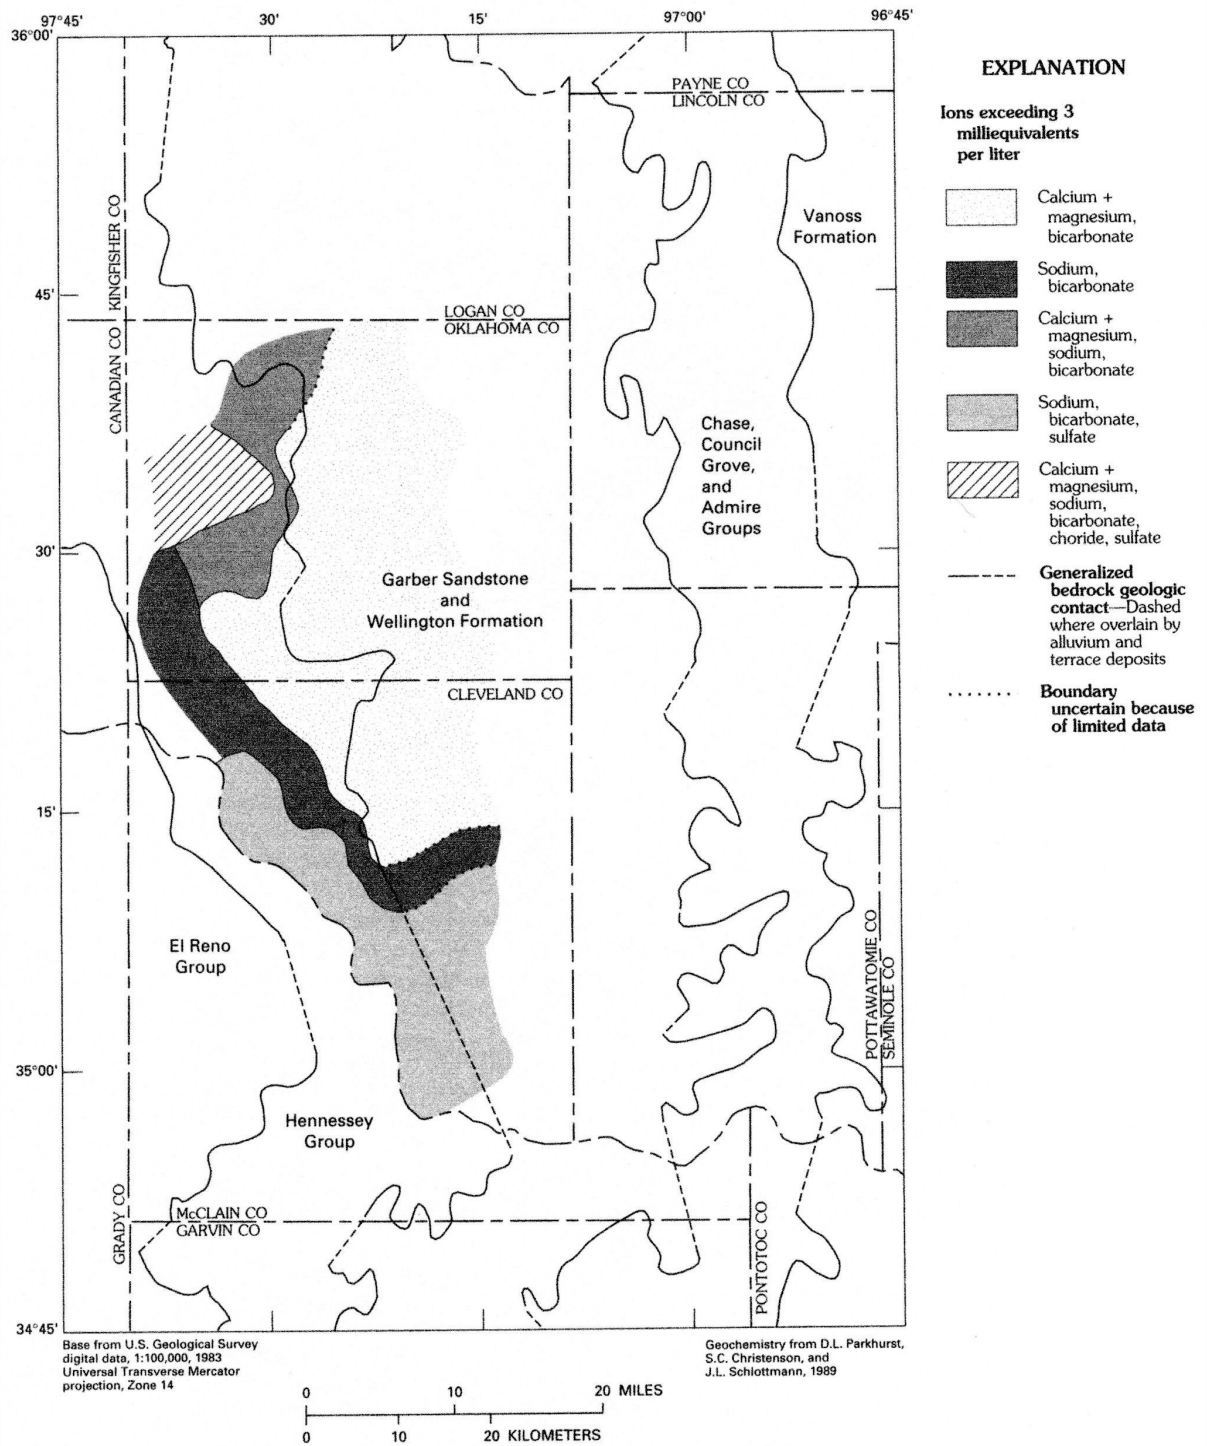 97°45'
30'
15'
97°00'
96°45'
36°00'
PAYNE CO
LINCOLN CO
Vanoss
Formation
KINGFISHER CO
CANADIAN CO
45'
LOGAN CO
OKLAHOMA CO
Chase,
Council
Grove,
and
Admire
Groups
30'
Garber Sandstone
and
Wellington Formation
CLEVELAND CO
15'
El Reno
Group
POTTAWATOMIE CO
SEMINOLE CO
35°00'
Hennessey
Group
GRADY CO
McCLAIN CO
GARVIN CO
PONTOTOC CO
34°45'
EXPLANATION
Ions exceeding 3
milliequivalents
per liter
Calcium +
magnesium,
bicarbonate
Sodium,
bicarbonate
Calcium +
magnesium,
sodium,
bicarbonate
Sodium,
bicarbonate,
sulfate
Calcium +
magnesium,
sodium,
bicarbonate,
choride, sulfate
Generalized
bedrock geologic
contact—Dashed
where overlain by
alluvium and
terrace deposits
Boundary
uncertain because
of limited data
Base from U.S. Geological Survey
digital data, 1:100,000, 1983
Universal Transverse Mercator
projection, Zone 14
Geochemistry from D.L. Parkhurst,
S.C. Christenson, and
J.L. Schlottmann, 1989
0 10 20 MILES
0 10 20 KILOMETERS